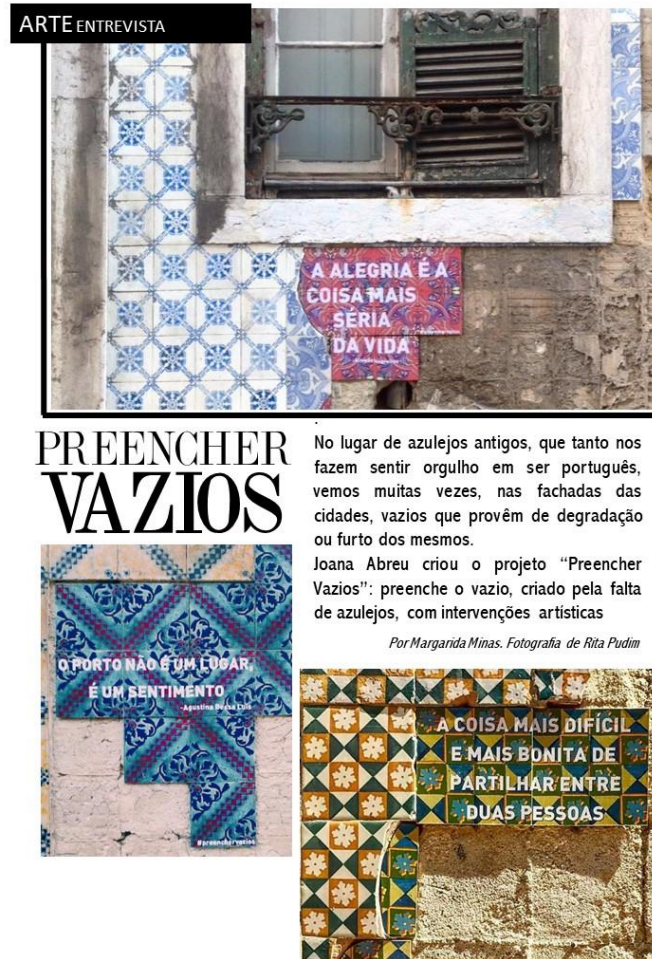 ARTE ENTREVISTA
A ALEGRIA É A
COISA MAIS
SÉRIA
DA VIDA
PREENCHER
VAZIOS
.
No lugar de azulejos antigos, que tanto nos
fazem sentir orgulho em ser português,
vemos muitas vezes, nas fachadas das
cidades, vazios que provêm de degradação
ou furto dos mesmos.
Joana Abreu criou o projeto “Preencher
Vazios”: preenche o vazio, criado pela falta
de azulejos, com intervenções artísticas
Por Margarida Minas. Fotografia de Rita Pudim
O PORTO NÃO É UM LUGAR,
É UM SENTIMENTO
-Agustina Bessa Luís
#preenchervazios
A COISA MAIS DIFÍCIL
E MAIS BONITA DE
PARTILHAR ENTRE
DUAS PESSOAS